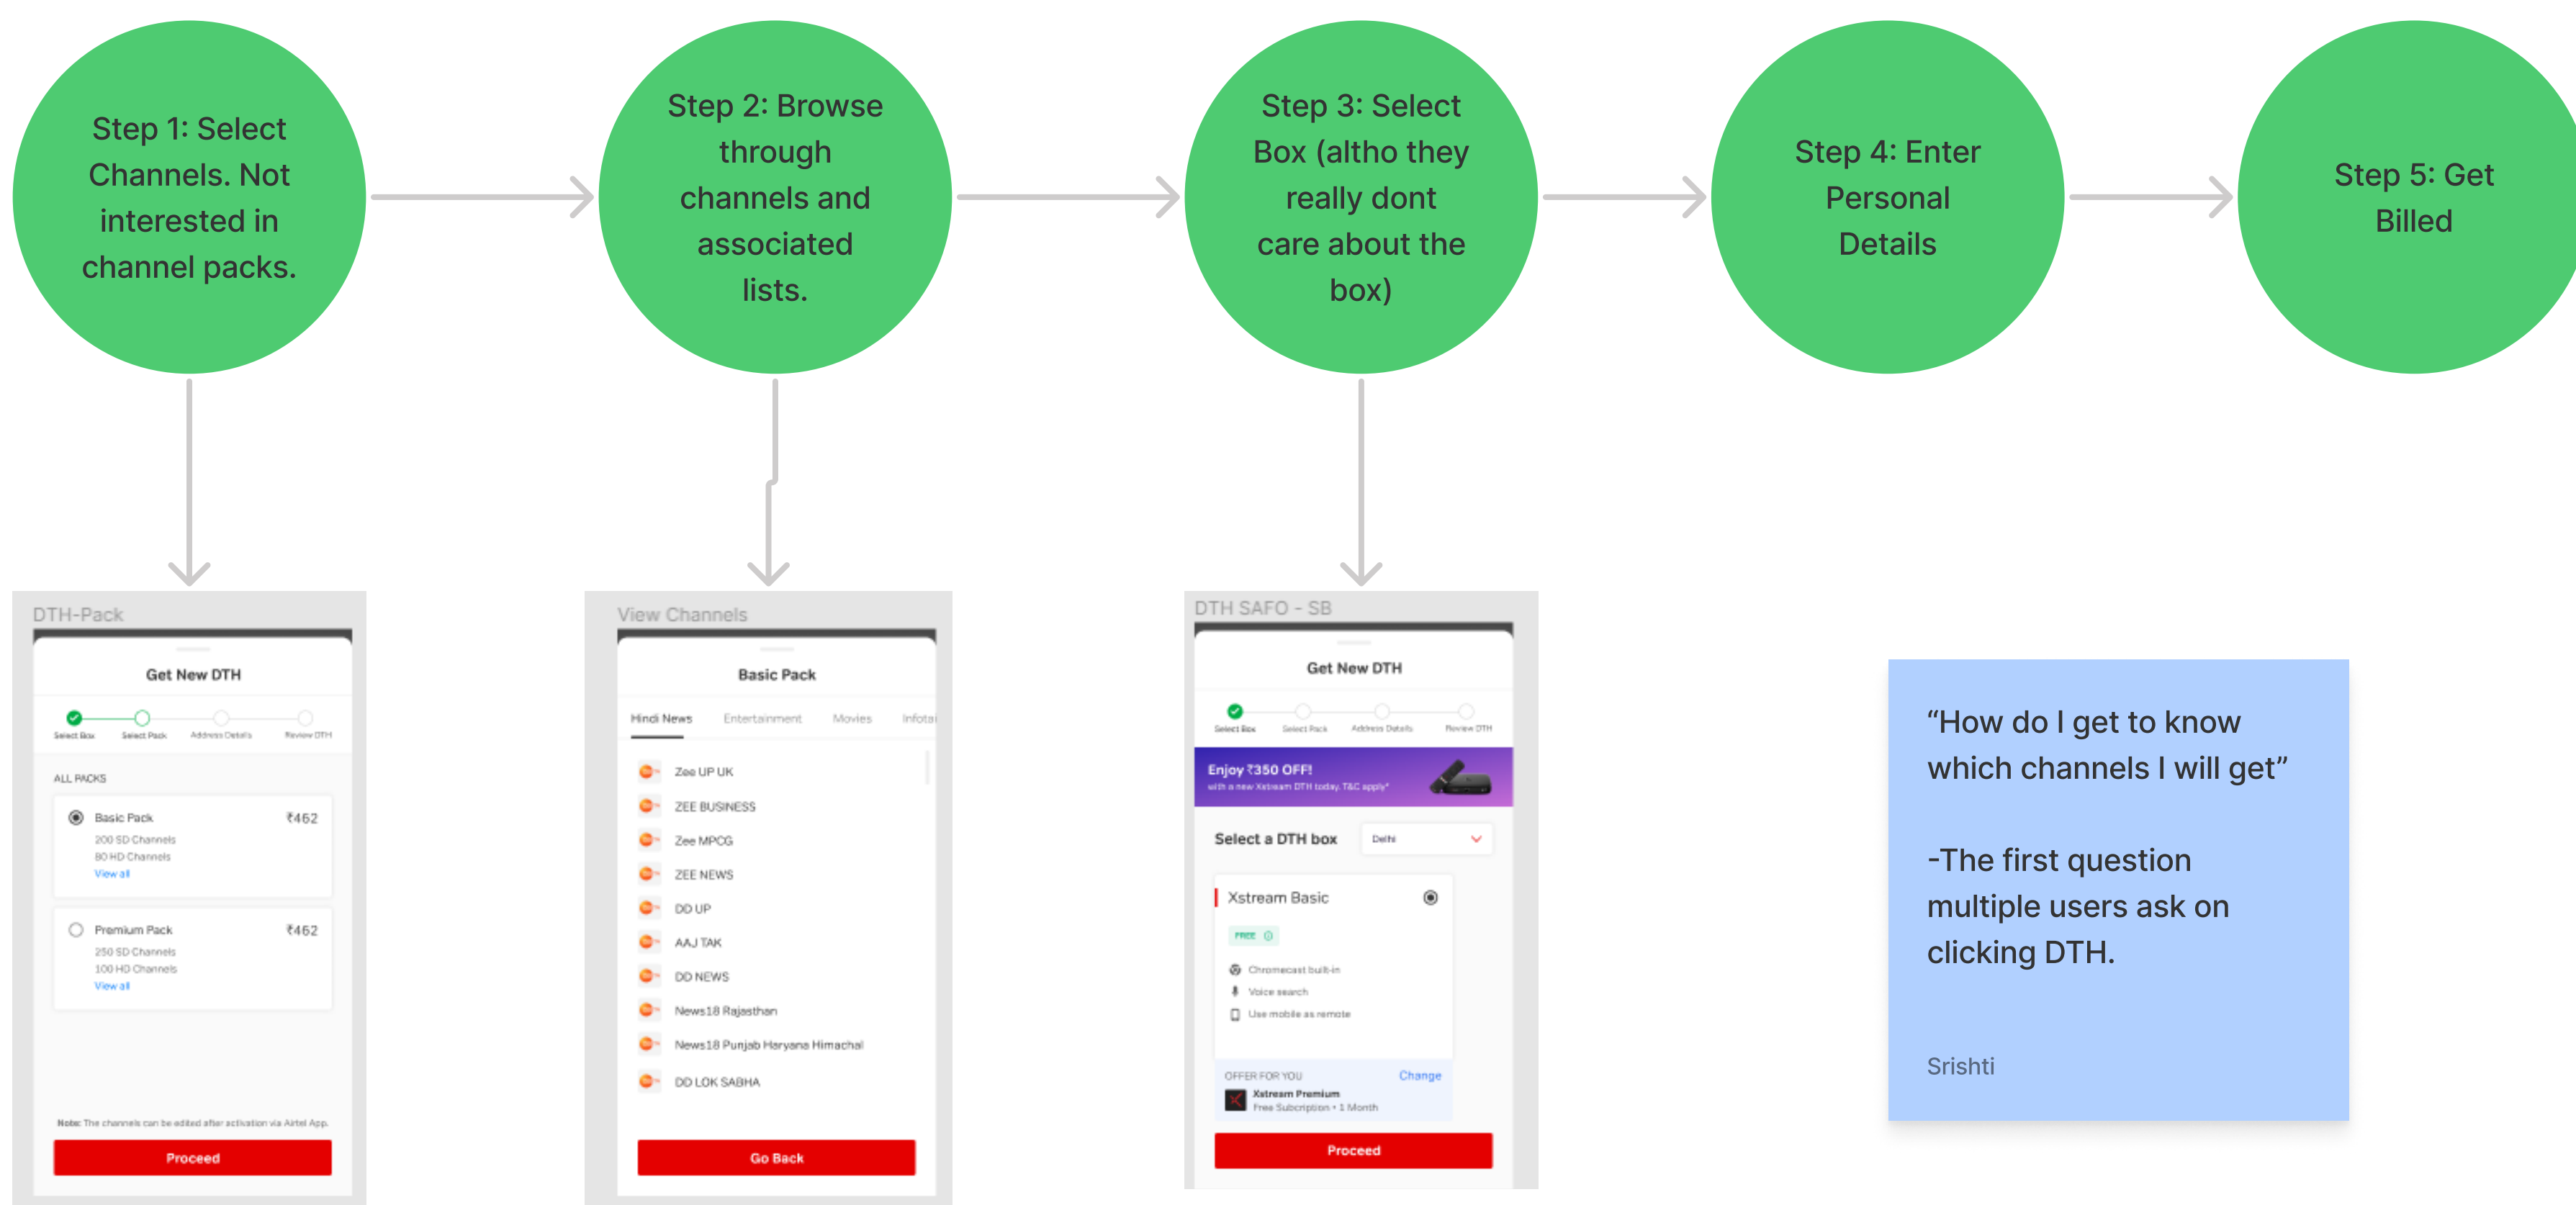 Step 1: Select
Channels. Not
interested in
channel packs.
Step 2: Browse
through
channels and
associated
lists.
Step 3: Select
Box (altho they
really dont
care about the
box)
Step 4: Enter
Personal
Details
Step 5: Get
Billed
DTH-Pack
Get New DTH
Select Box
Select Pack
Address Details
Review DTH
ALL PACKS
Basic Pack ₹462
200 SD Channels
80 HD Channels
View all
Premium Pack ₹462
250 SD Channels
100 HD Channels
View all
Note: The channels can be edited after activation via Airtel App.
Proceed
View Channels
Basic Pack
Hindi News Entertainment Movies Infotai
Zee UP UK
ZEE BUSINESS
Zee MPCG
ZEE NEWS
DD UP
AAJ TAK
DD NEWS
News18 Rajasthan
News18 Punjab Haryana Himachal
DD LOK SABHA
Go Back
DTH SAFO - SB
Get New DTH
Select Box
Select Pack
Address Details
Review DTH
Enjoy ₹350 OFF!
with a new Xstream DTH today. T&C apply*
Select a DTH box
Delhi
Xstream Basic
FREE
Chromecast built-in
Voice search
Use mobile as remote
OFFER FOR YOU Change
Xstream Premium
Free Subcription • 1 Month
Proceed
“How do I get to know
which channels I will get”
-The first question
multiple users ask on
clicking DTH.
Srishti